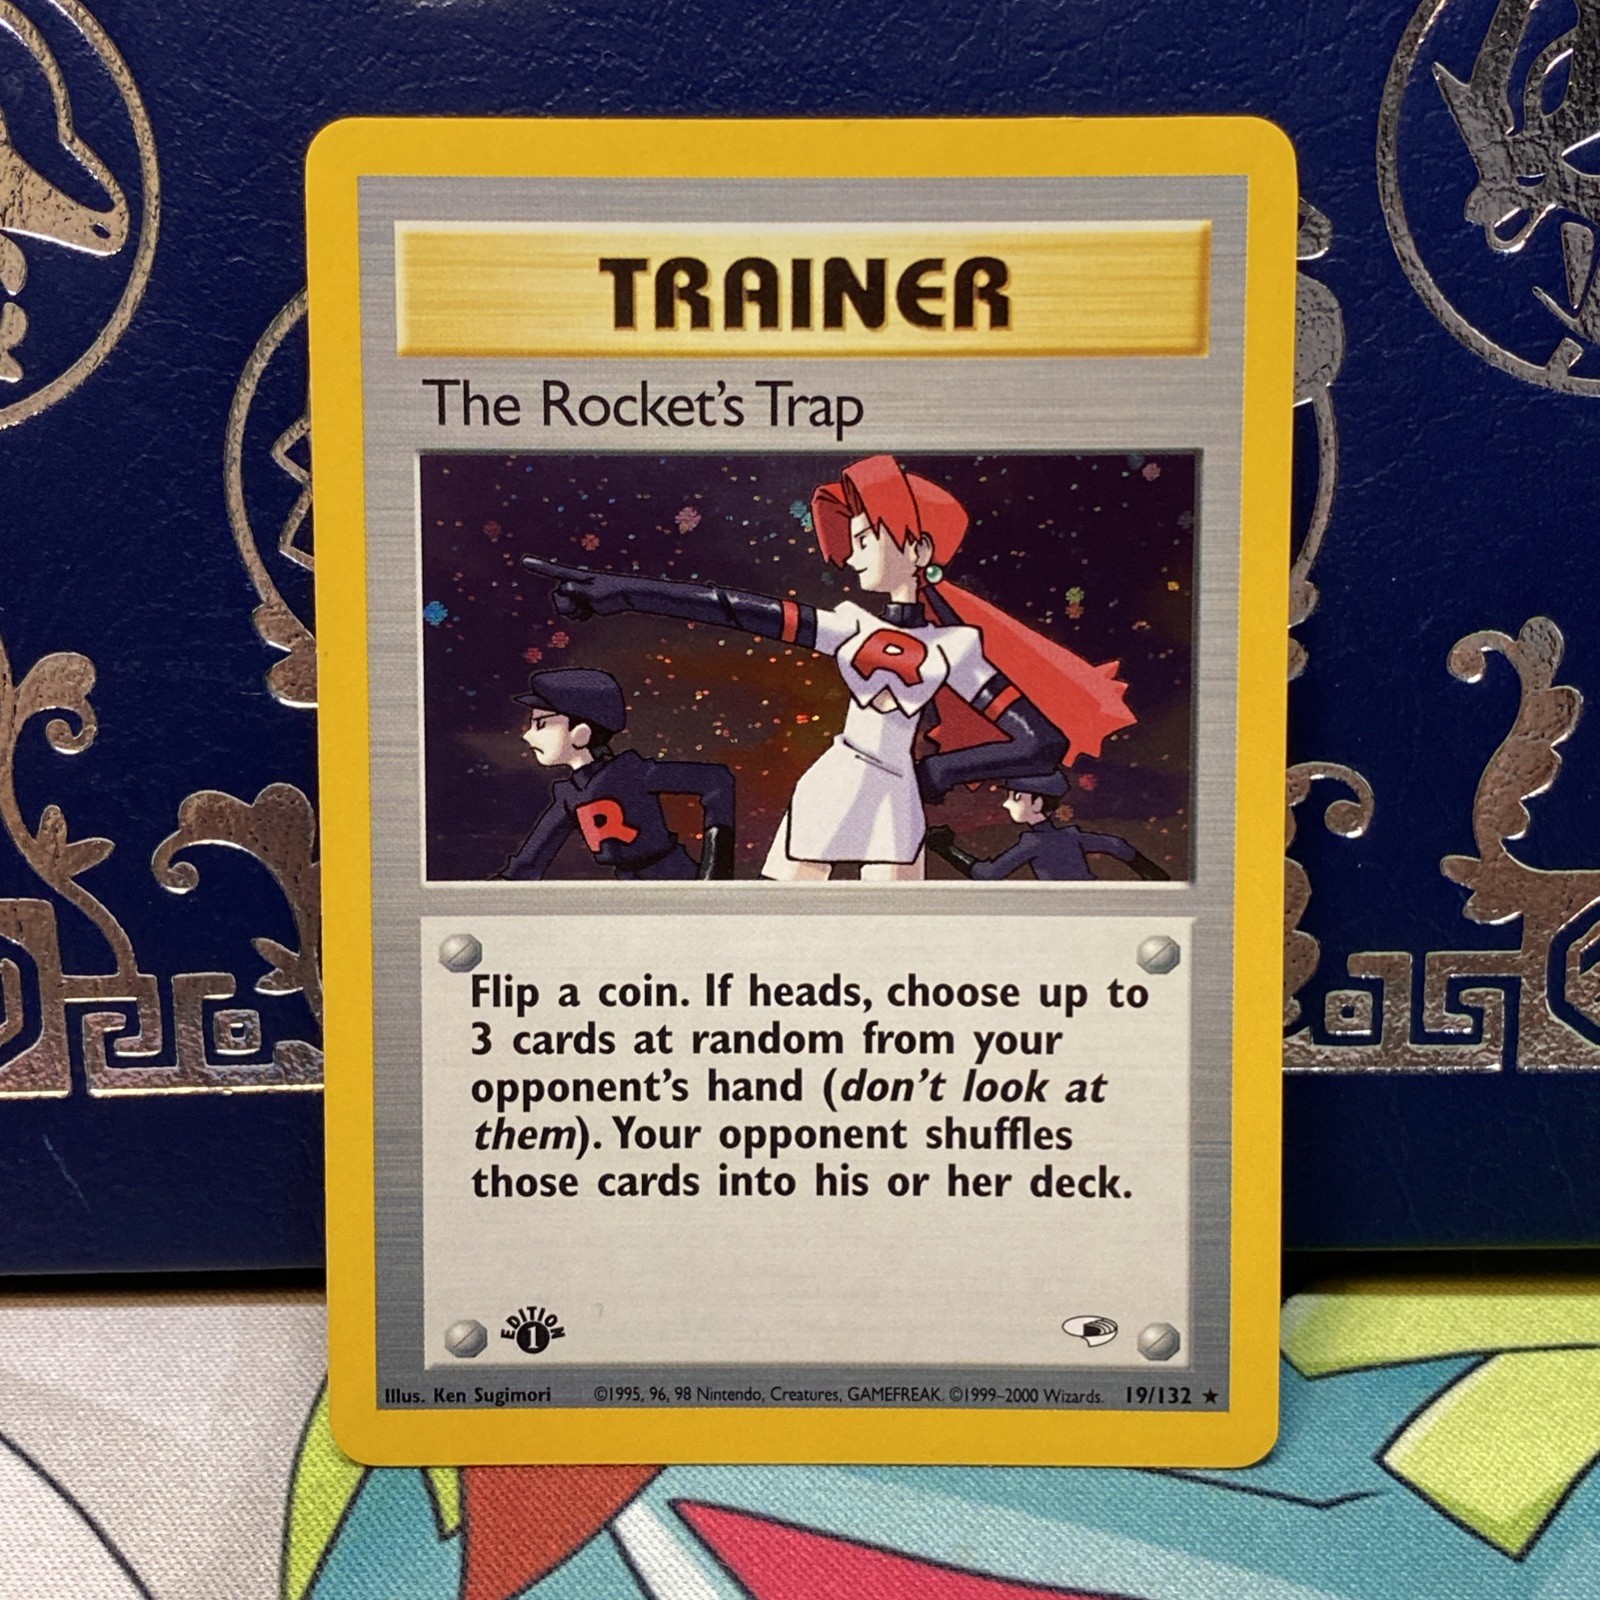 TRAINER
The Rocket's Trap
R
R
Flip a coin. If heads, choose up to
3 cards at random from your
opponent's hand (don't look at
them). Your opponent shuffles
those cards into his or her deck.
EDITION
1
Illus. Ken Sugimori ©1995, 96, 98 Nintendo, Creatures, GAMEFREAK. ©1999–2000 Wizards. 19/132 ★